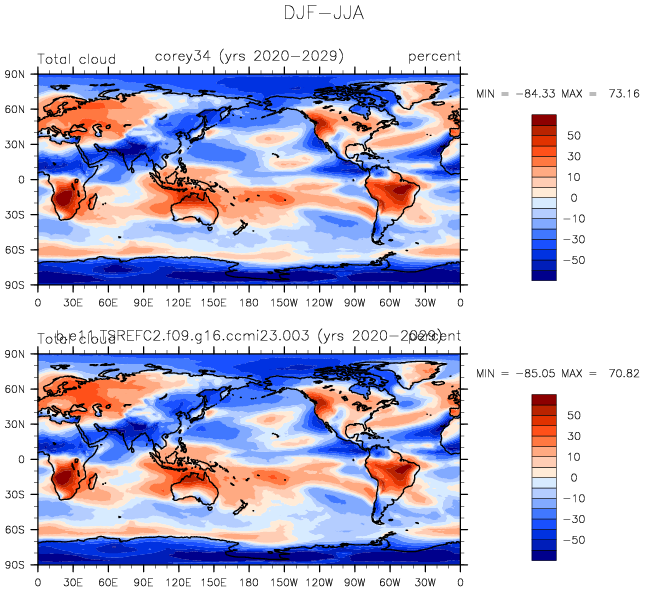 DJF-JJA
Total cloud corey34 (yrs 2020-2029) percent
MIN = -84.33 MAX = 73.16
90N
60N
30N
0
30S
60S
90S
0 30E 60E 90E 120E 150E 180 150W 120W 90W 60W 30W 0
50
30
10
0
-10
-30
-50
Total cloud b.e11.TSREFC2.f09.g16.ccmi23.003 (yrs 2020-2029) percent
MIN = -85.05 MAX = 70.82
90N
60N
30N
0
30S
60S
90S
0 30E 60E 90E 120E 150E 180 150W 120W 90W 60W 30W 0
50
30
10
0
-10
-30
-50